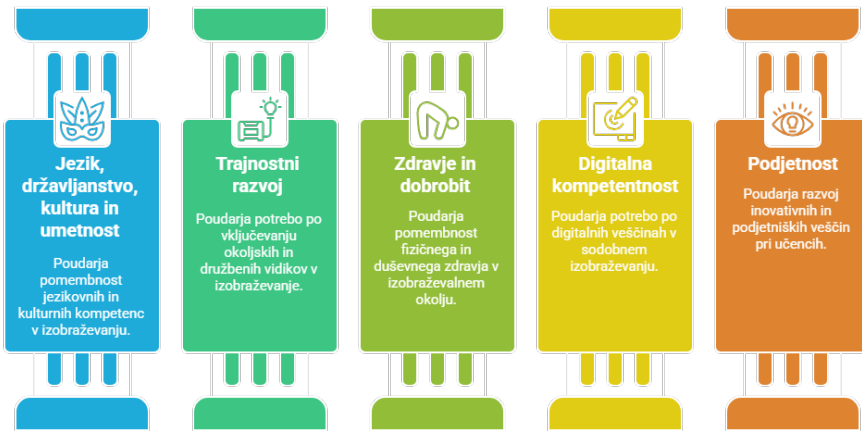 Jezik,
državljanstvo,
kultura in
umetnost
Poudarja
pomembnost
jezikovnih in
kulturnih kompetenc
v izobraževanju.
Trajnostni
razvoj
Poudarja potrebo po
vključevanju
okoljskih in
družbenih vidikov v
izobraževanje.
Zdravje in
dobrobit
Poudarja
pomembnost
fizičnega in
duševnega zdravja v
izobraževalnem
okolju.
Digitalna
kompetentnost
Poudarja potrebo po
digitalnih veščinah v
sodobnem
izobraževanju.
Podjetnost
Poudarja razvoj
inovativnih in
podjetniških veščin
pri učencih.